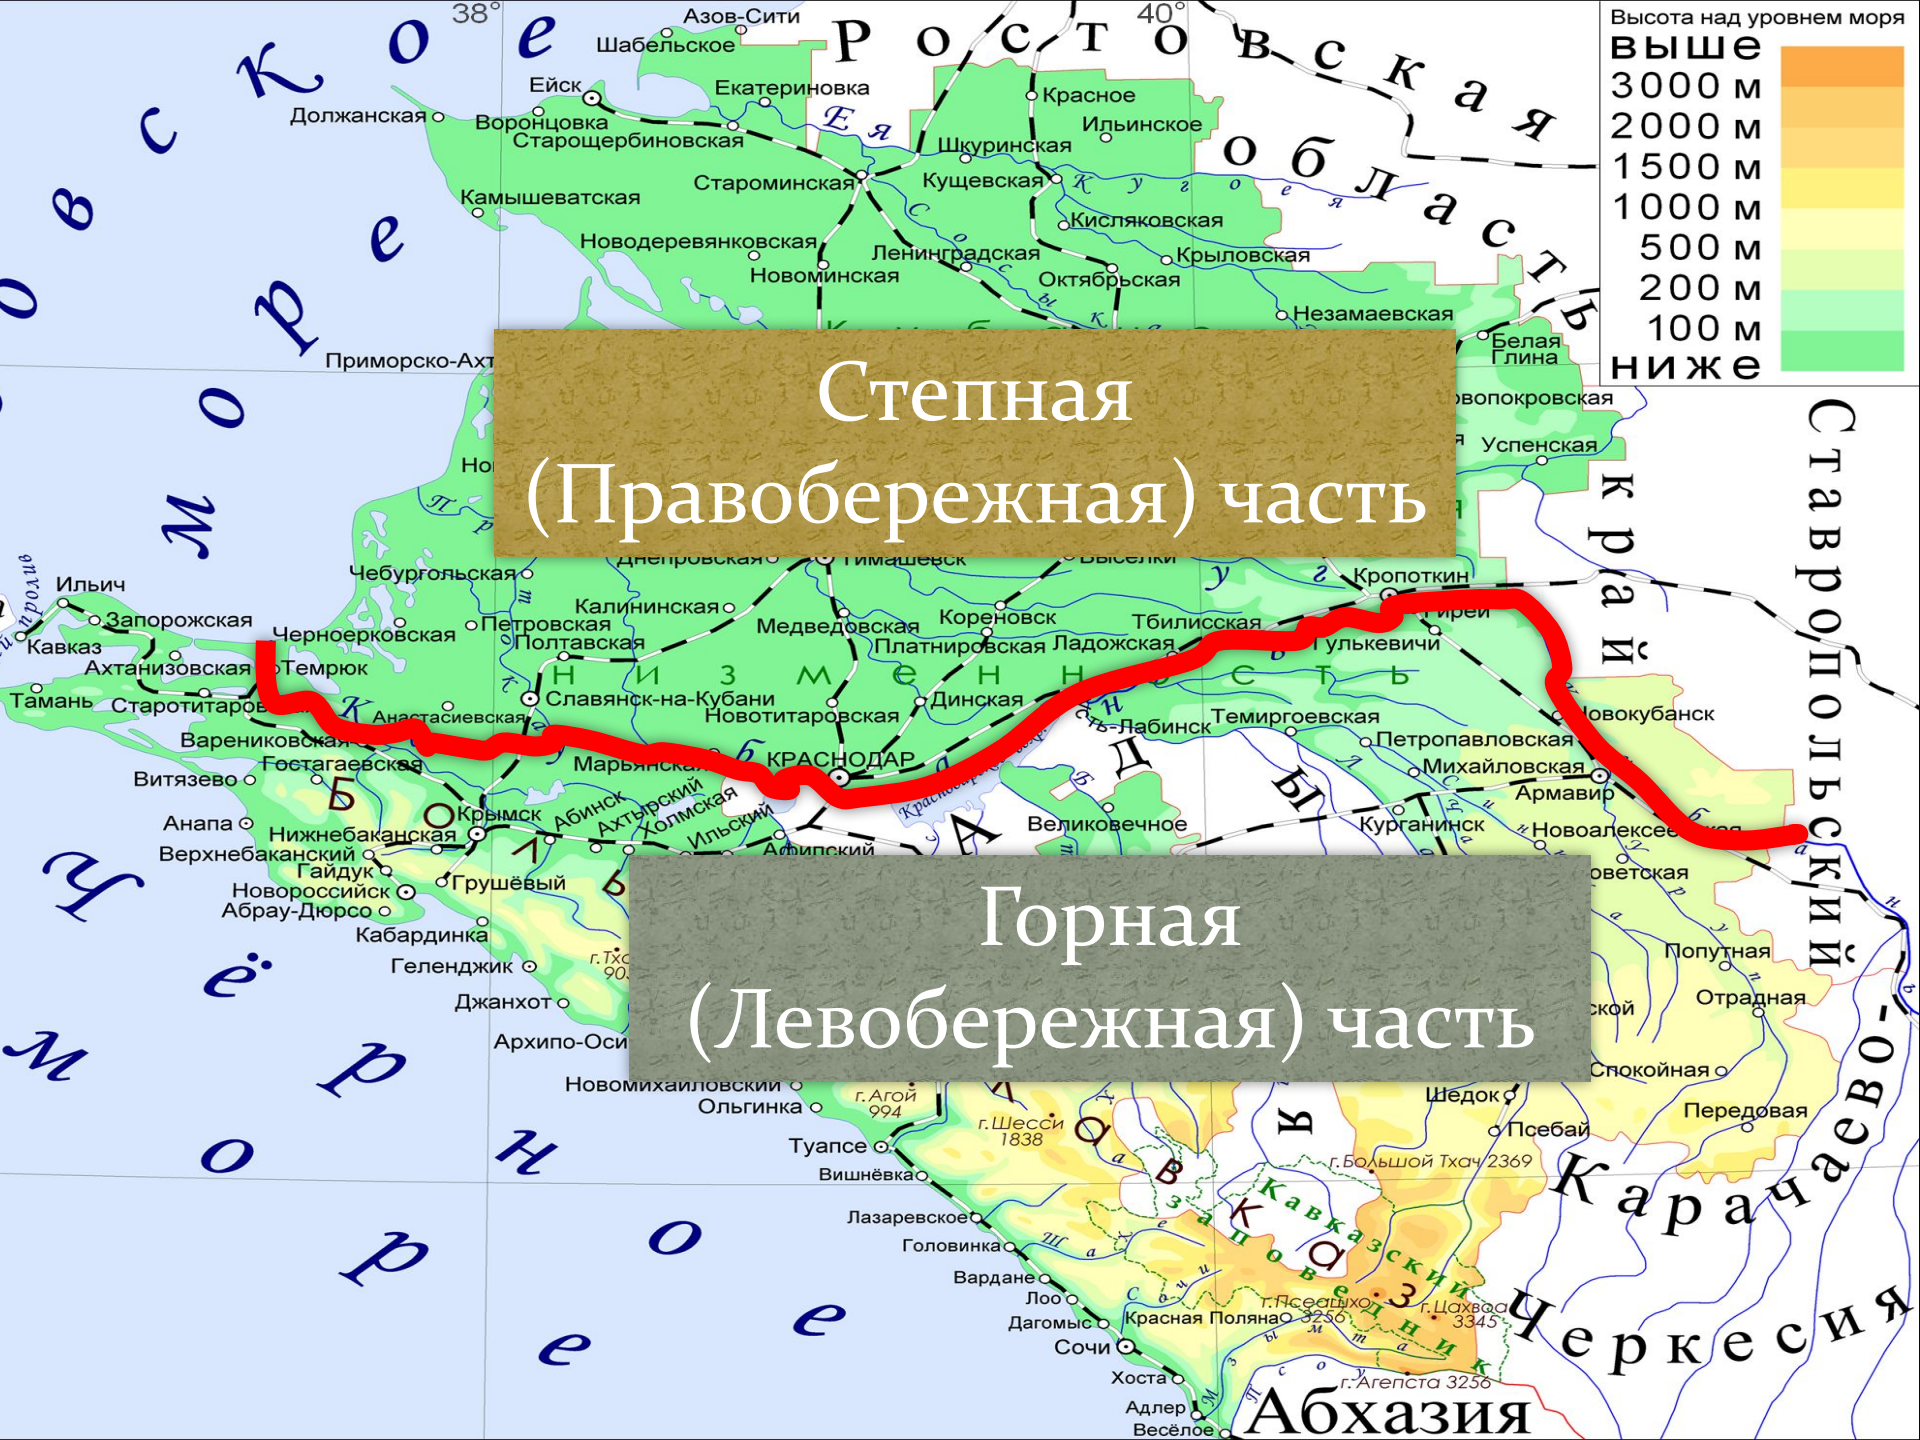 38°
40°
Азовское море
Ростовская область
Высота над уровнем моря
выше
3000 м
2000 м
1500 м
1000 м
500 м
200 м
100 м
ниже
Азов-Сити
Шабельское
Ейск
Екатериновка
Должанская
Воронцовка
Старощербиновская
Ея
Красное
Ильинское
Шкуринская
Староминская
Кущевская
Кугоея
Камышеватская
Кисляковская
Сосыка
Новодеревянковская
Ленинградская
Крыловская
Новоминская
Октябрьская
Незамаевская
Белая
Глина
Степная
(Правобережная) часть
Успенская
Ставропольский край
Днепровская
Тимашевск
Выселки
Чебургольская
Кропоткин
Ильич
Калининская
Запорожская
Петровская
Черноерковская
Полтавская
Медведовская
Кореновск
Тбилисская
Гирей
Кавказ
Платнировская
Ладожская
Гулькевичи
Ахтанизовская
Темрюк
низменность
Тамань
Славянск-на-Кубани
Динская
Анастасиевская
Новотитаровская
Темиргоевская
Новокубанск
Варениковская
Петропавловская
Гостагаевская
Марьянская
КРАСНОДАР
Михайловская
Витязево
Армавир
Крымск
Абинск
Ахтырский
Холмская
Ильский
Анапа
Нижнебаканская
Великовечное
Курганинск
Верхнебаканский
Афипский
Гайдук
Грушёвый
Новороссийск
Абрау-Дюрсо
Кабардинка
Геленджик
Джанхот
Горная
(Левобережная) часть
Попутная
Отрадная
Спокойная
Передовая
Новомихайловский
Ольгинка
г.Агой
994
г.Шесси
1838
Шедок
Псебай
Туапсе
Вишнёвка
г.Большой Тхач 2369
Лазаревское
Головинка
Вардане
Лоо
Дагомыс
Сочи
Хоста
Адлер
Весёлое
Красная Поляна
Кавказский
заповедник
г.Псеашхо
3256
г.Цахвоа
3345
г.Агепста 3256
Чёрное море
Карачаево-
Черкесия
Абхазия